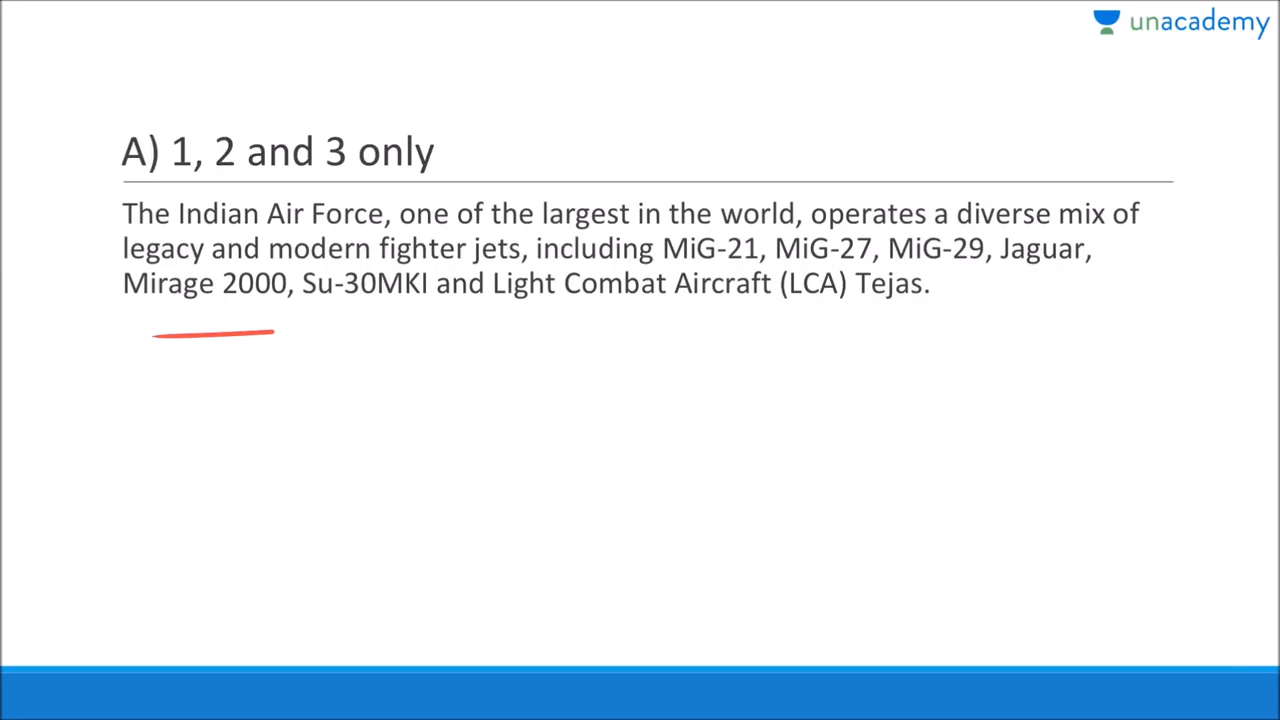 unacademy
A) 1, 2 and 3 only
The Indian Air Force, one of the largest in the world, operates a diverse mix of
legacy and modern fighter jets, including MiG-21, MiG-27, MiG-29, Jaguar,
Mirage 2000, Su-30MKI and Light Combat Aircraft (LCA) Tejas.